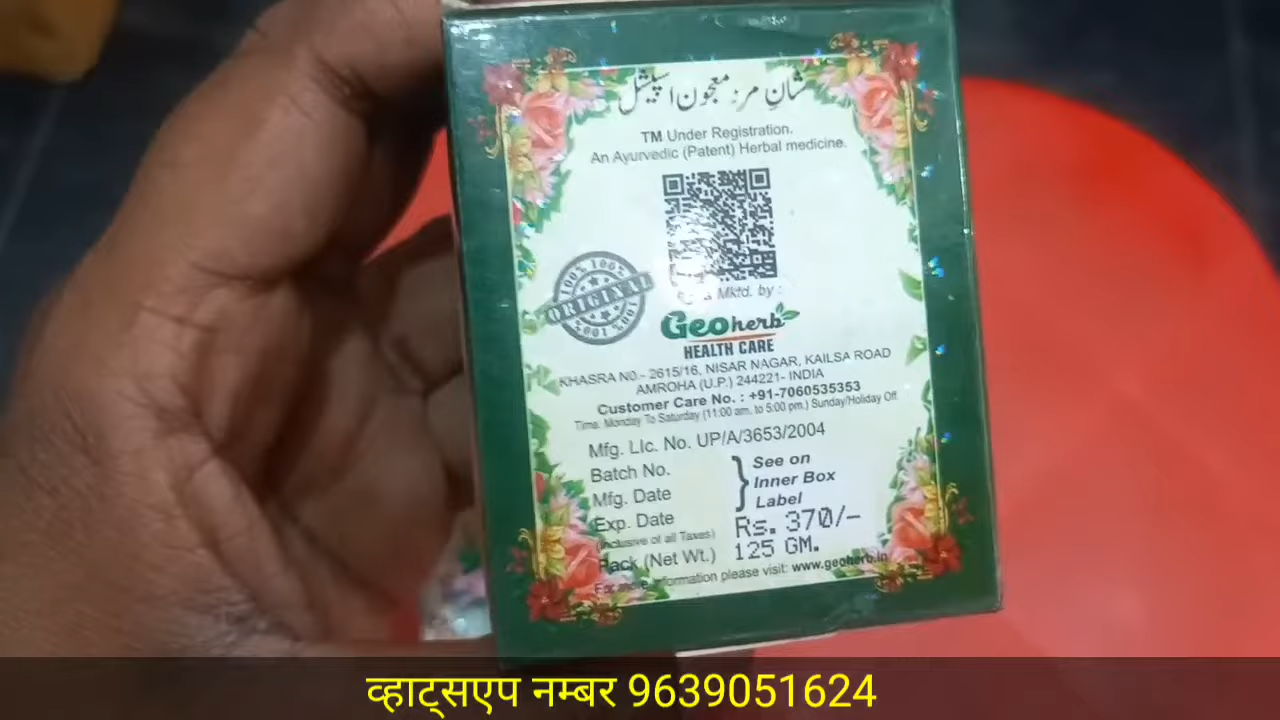 شانِ مرد معجون اسپیشل
TM Under Registration.
An Ayurvedic (Patent) Herbal medicine.
100% 100%
ORIGINAL
100% 100%
Mktd. by :
Geoherb
HEALTH CARE
KHASRA NO.- 2615/16, NISAR NAGAR, KAILSA ROAD
AMROHA (U.P.) 244221- INDIA
Customer Care No. : +91-7060535353
Time. Monday To Saturday (11:00 am. to 5:00 pm.) Sunday/Holiday Off.
Mfg. Lic. No. UP/A/3653/2004
Batch No.
Mfg. Date
Exp. Date
See on
Inner Box
Label
Rs. 370/-
(Inclusive of all Taxes)
Pack (Net Wt.) 125 GM.
For more information please visit: www.geoherb.in
व्हाट्सएप नम्बर 9639051624